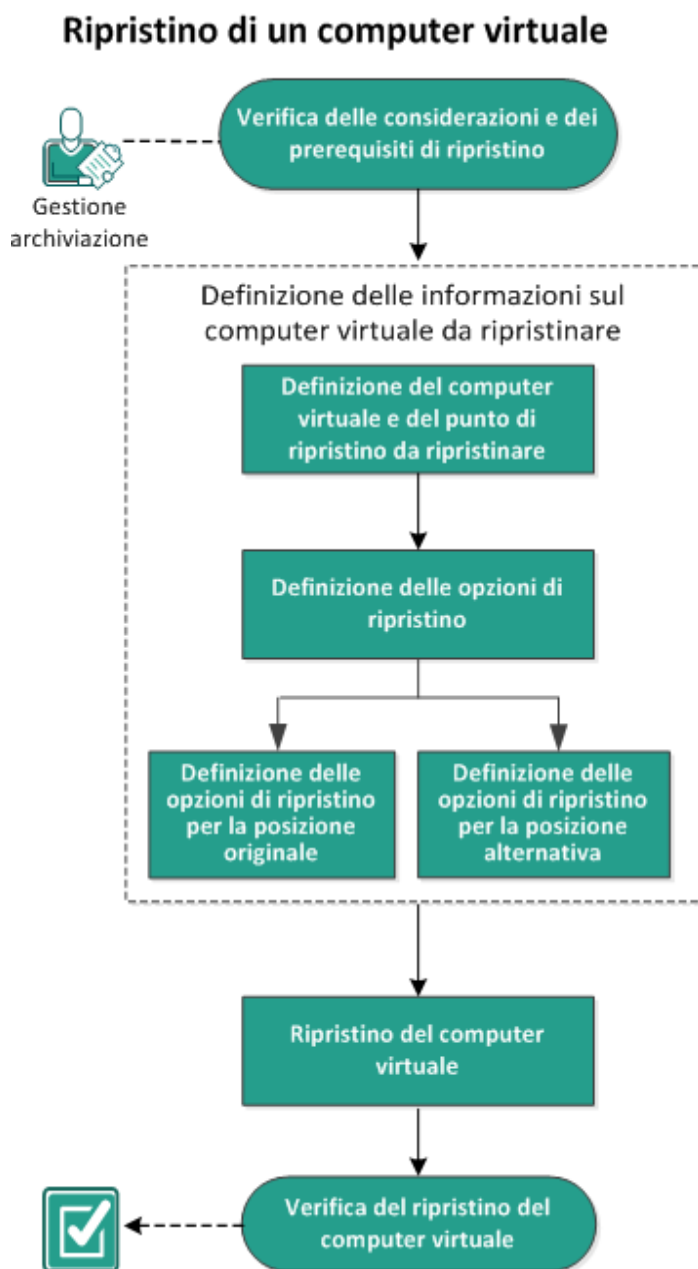 Ripristino di un computer virtuale
Verifica delle considerazioni e dei
prerequisiti di ripristino
Gestione
archiviazione
Definizione delle informazioni sul
computer virtuale da ripristinare
Definizione del computer
virtuale e del punto di
ripristino da ripristinare
Definizione delle opzioni di
ripristino
Definizione delle
opzioni di ripristino
per la posizione
originale
Definizione delle
opzioni di ripristino
per la posizione
alternativa
Ripristino del computer
virtuale
Verifica del ripristino del
computer virtuale